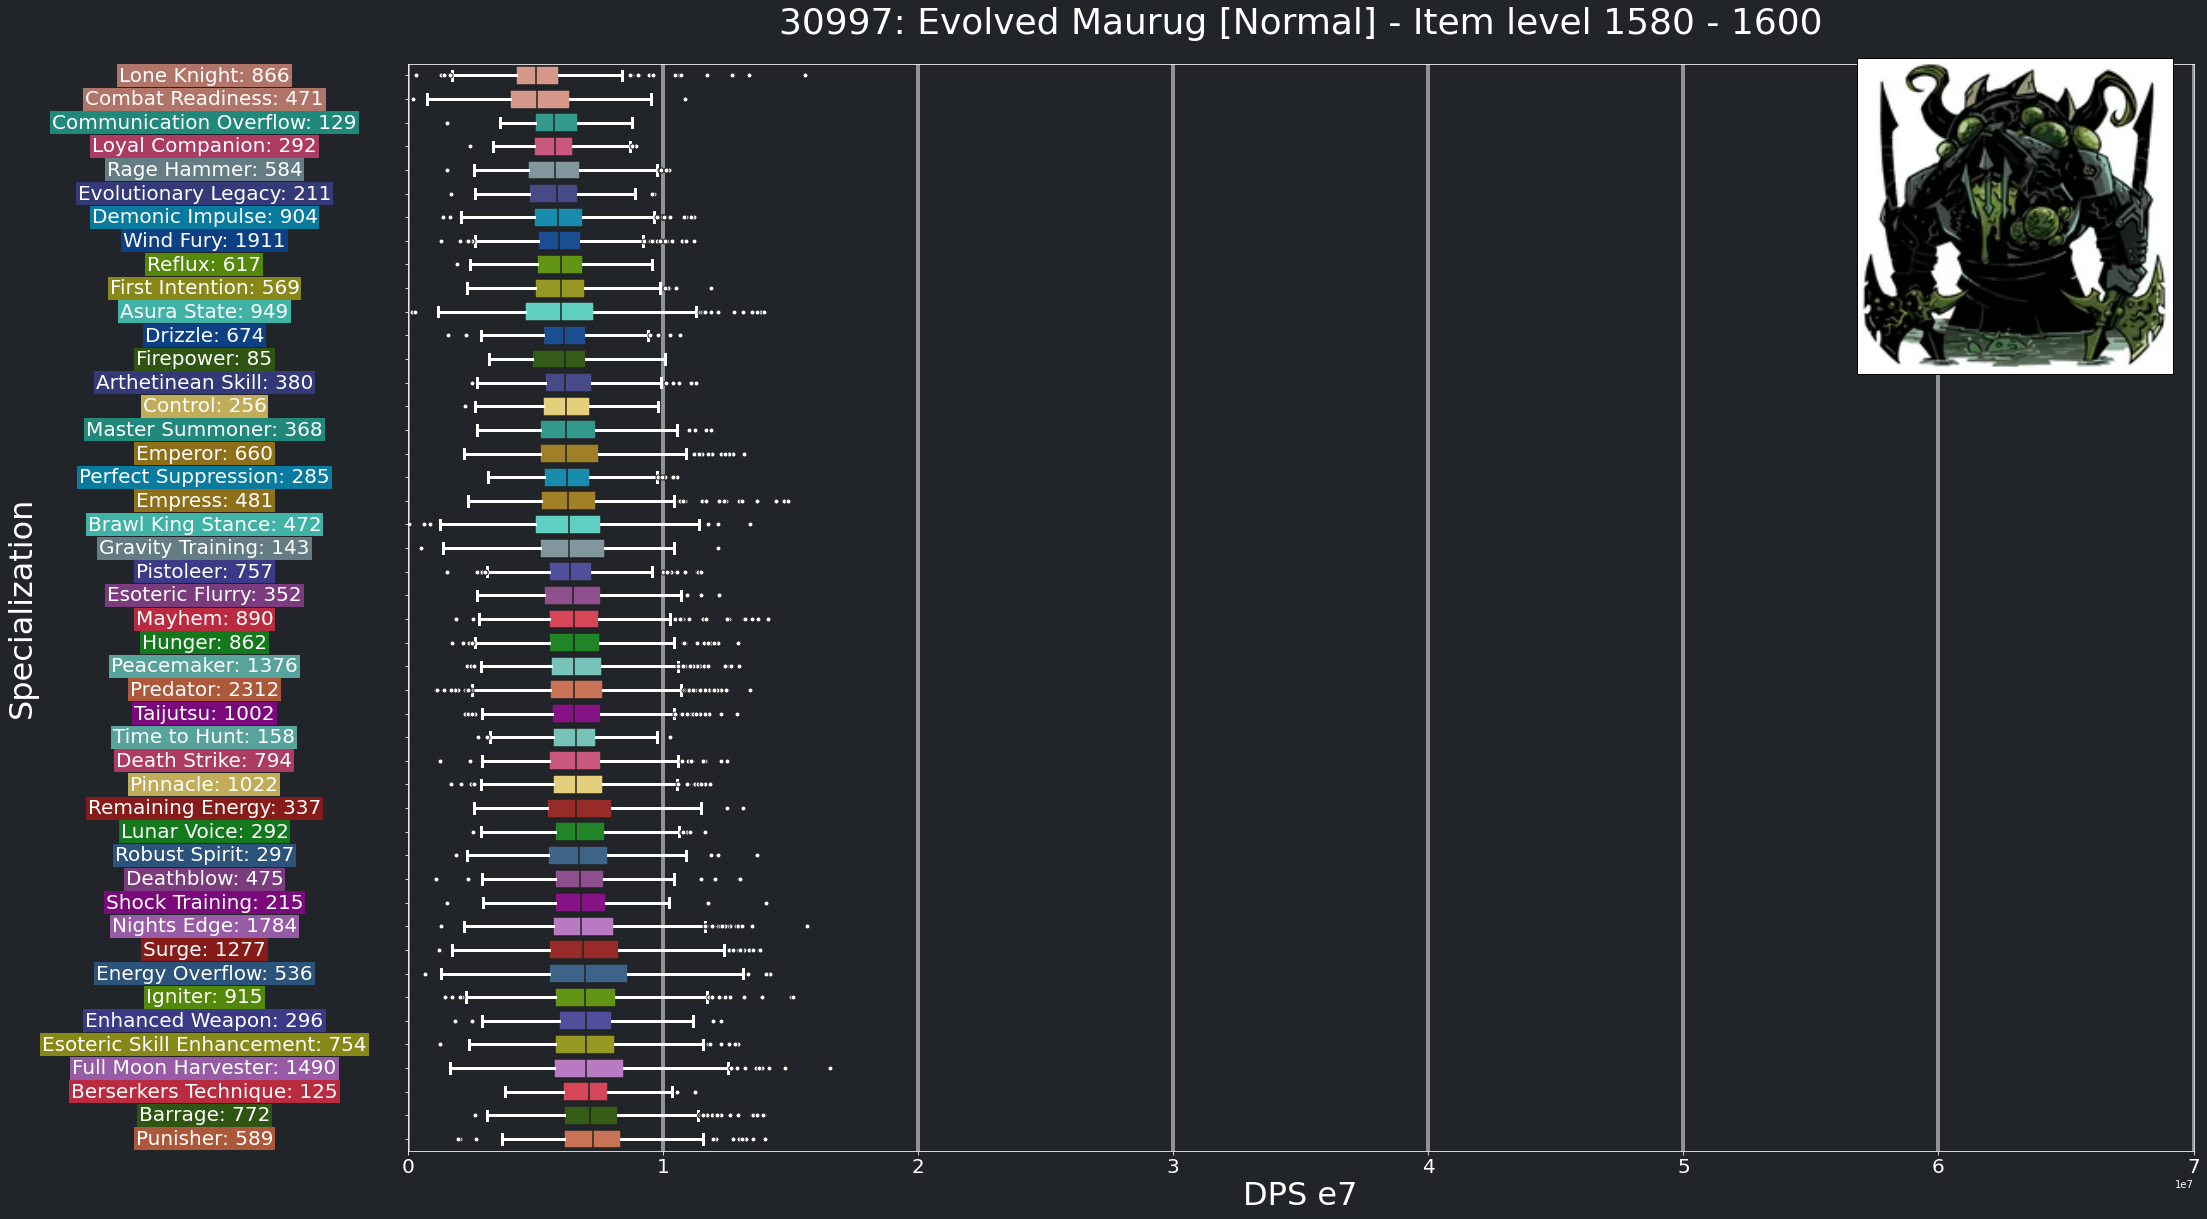 30997: Evolved Maurug [Normal] - Item level 1580 - 1600
Specialization
Lone Knight: 866
Combat Readiness: 471
Communication Overflow: 129
Loyal Companion: 292
Rage Hammer: 584
Evolutionary Legacy: 211
Demonic Impulse: 904
Wind Fury: 1911
Reflux: 617
First Intention: 569
Asura State: 949
Drizzle: 674
Firepower: 85
Arthetinean Skill: 380
Control: 256
Master Summoner: 368
Emperor: 660
Perfect Suppression: 285
Empress: 481
Brawl King Stance: 472
Gravity Training: 143
Pistoleer: 757
Esoteric Flurry: 352
Mayhem: 890
Hunger: 862
Peacemaker: 1376
Predator: 2312
Taijutsu: 1002
Time to Hunt: 158
Death Strike: 794
Pinnacle: 1022
Remaining Energy: 337
Lunar Voice: 292
Robust Spirit: 297
Deathblow: 475
Shock Training: 215
Nights Edge: 1784
Surge: 1277
Energy Overflow: 536
Igniter: 915
Enhanced Weapon: 296
Esoteric Skill Enhancement: 754
Full Moon Harvester: 1490
Berserkers Technique: 125
Barrage: 772
Punisher: 589
0 1 2 3 4 5 6 7
1e7
DPS e7